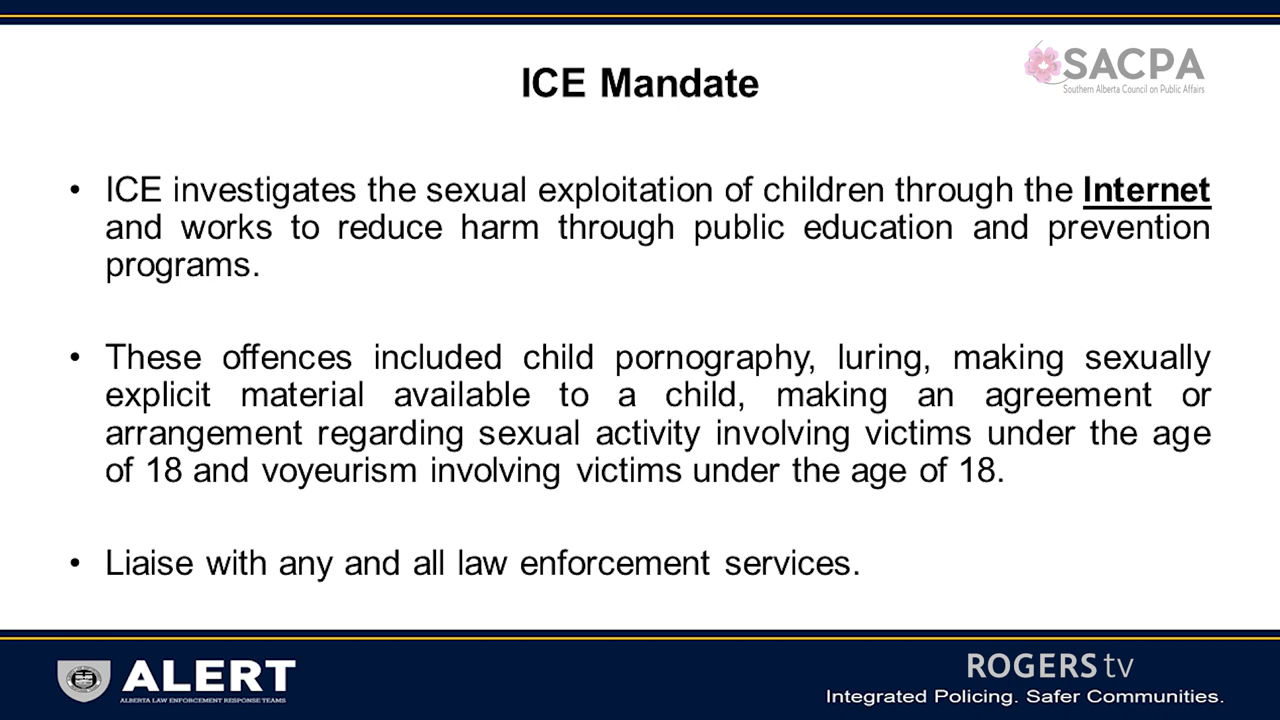 SACPA
Southern Alberta Council on Public Affairs
ICE Mandate
• ICE investigates the sexual exploitation of children through the Internet
and works to reduce harm through public education and prevention
programs.
• These offences included child pornography, luring, making sexually
explicit material available to a child, making an agreement or
arrangement regarding sexual activity involving victims under the age
of 18 and voyeurism involving victims under the age of 18.
• Liaise with any and all law enforcement services.
ALERT
ALBERTA LAW ENFORCEMENT RESPONSE TEAMS
ROGERS tv
Integrated Policing. Safer Communities.